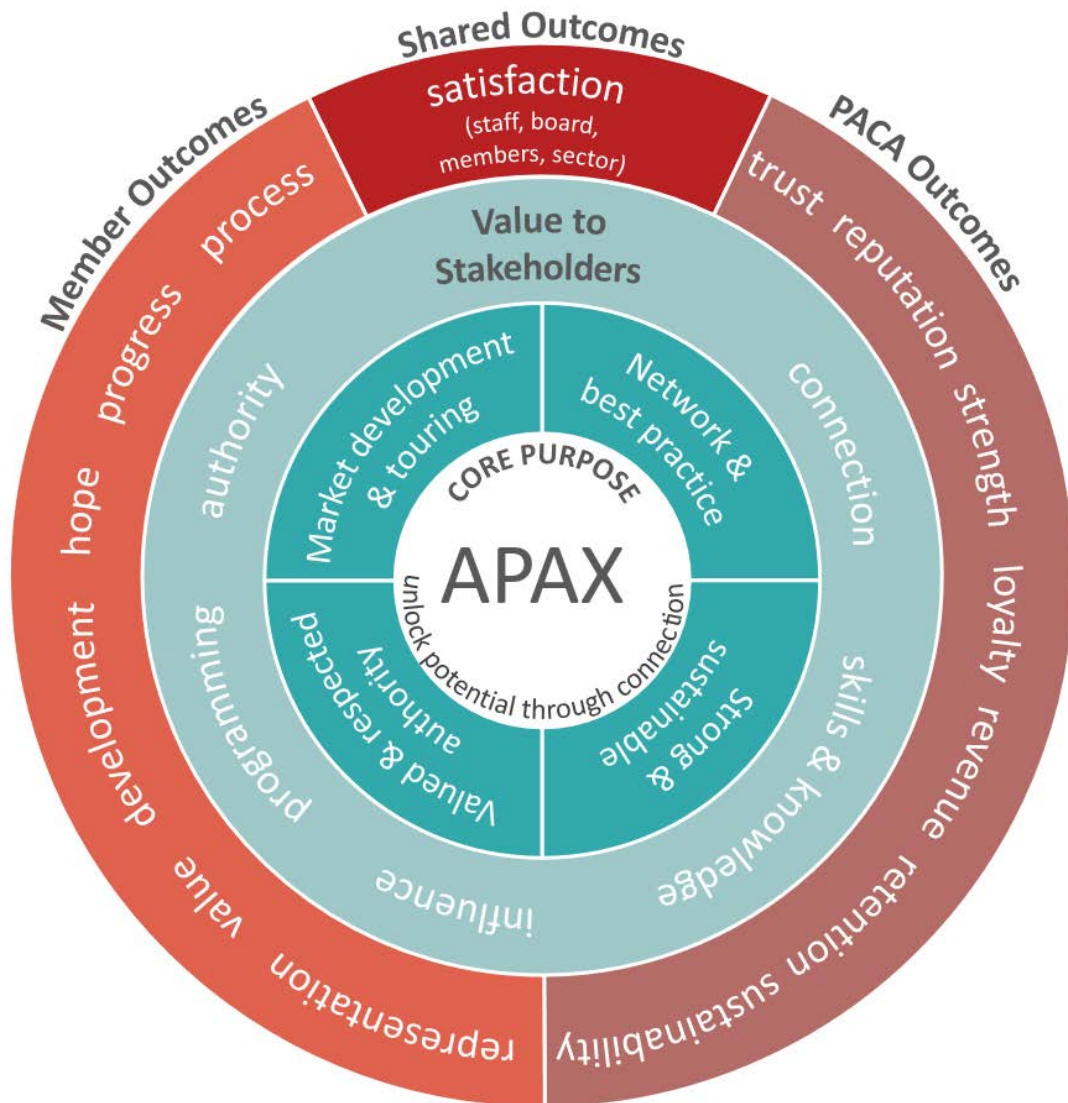 Shared Outcomes
satisfaction
(staff, board,
members, sector)
Member Outcomes
process
progress
hope
development
value
representation
PACA Outcomes
trust
reputation
strength
loyalty
revenue
retention
sustainability
Value to
Stakeholders
connection
skills & knowledge
influence
programming
authority
Market development
& touring
Network &
best practice
Strong &
sustainable
Valued & respected
authority
CORE PURPOSE
APAX
unlock potential through connection